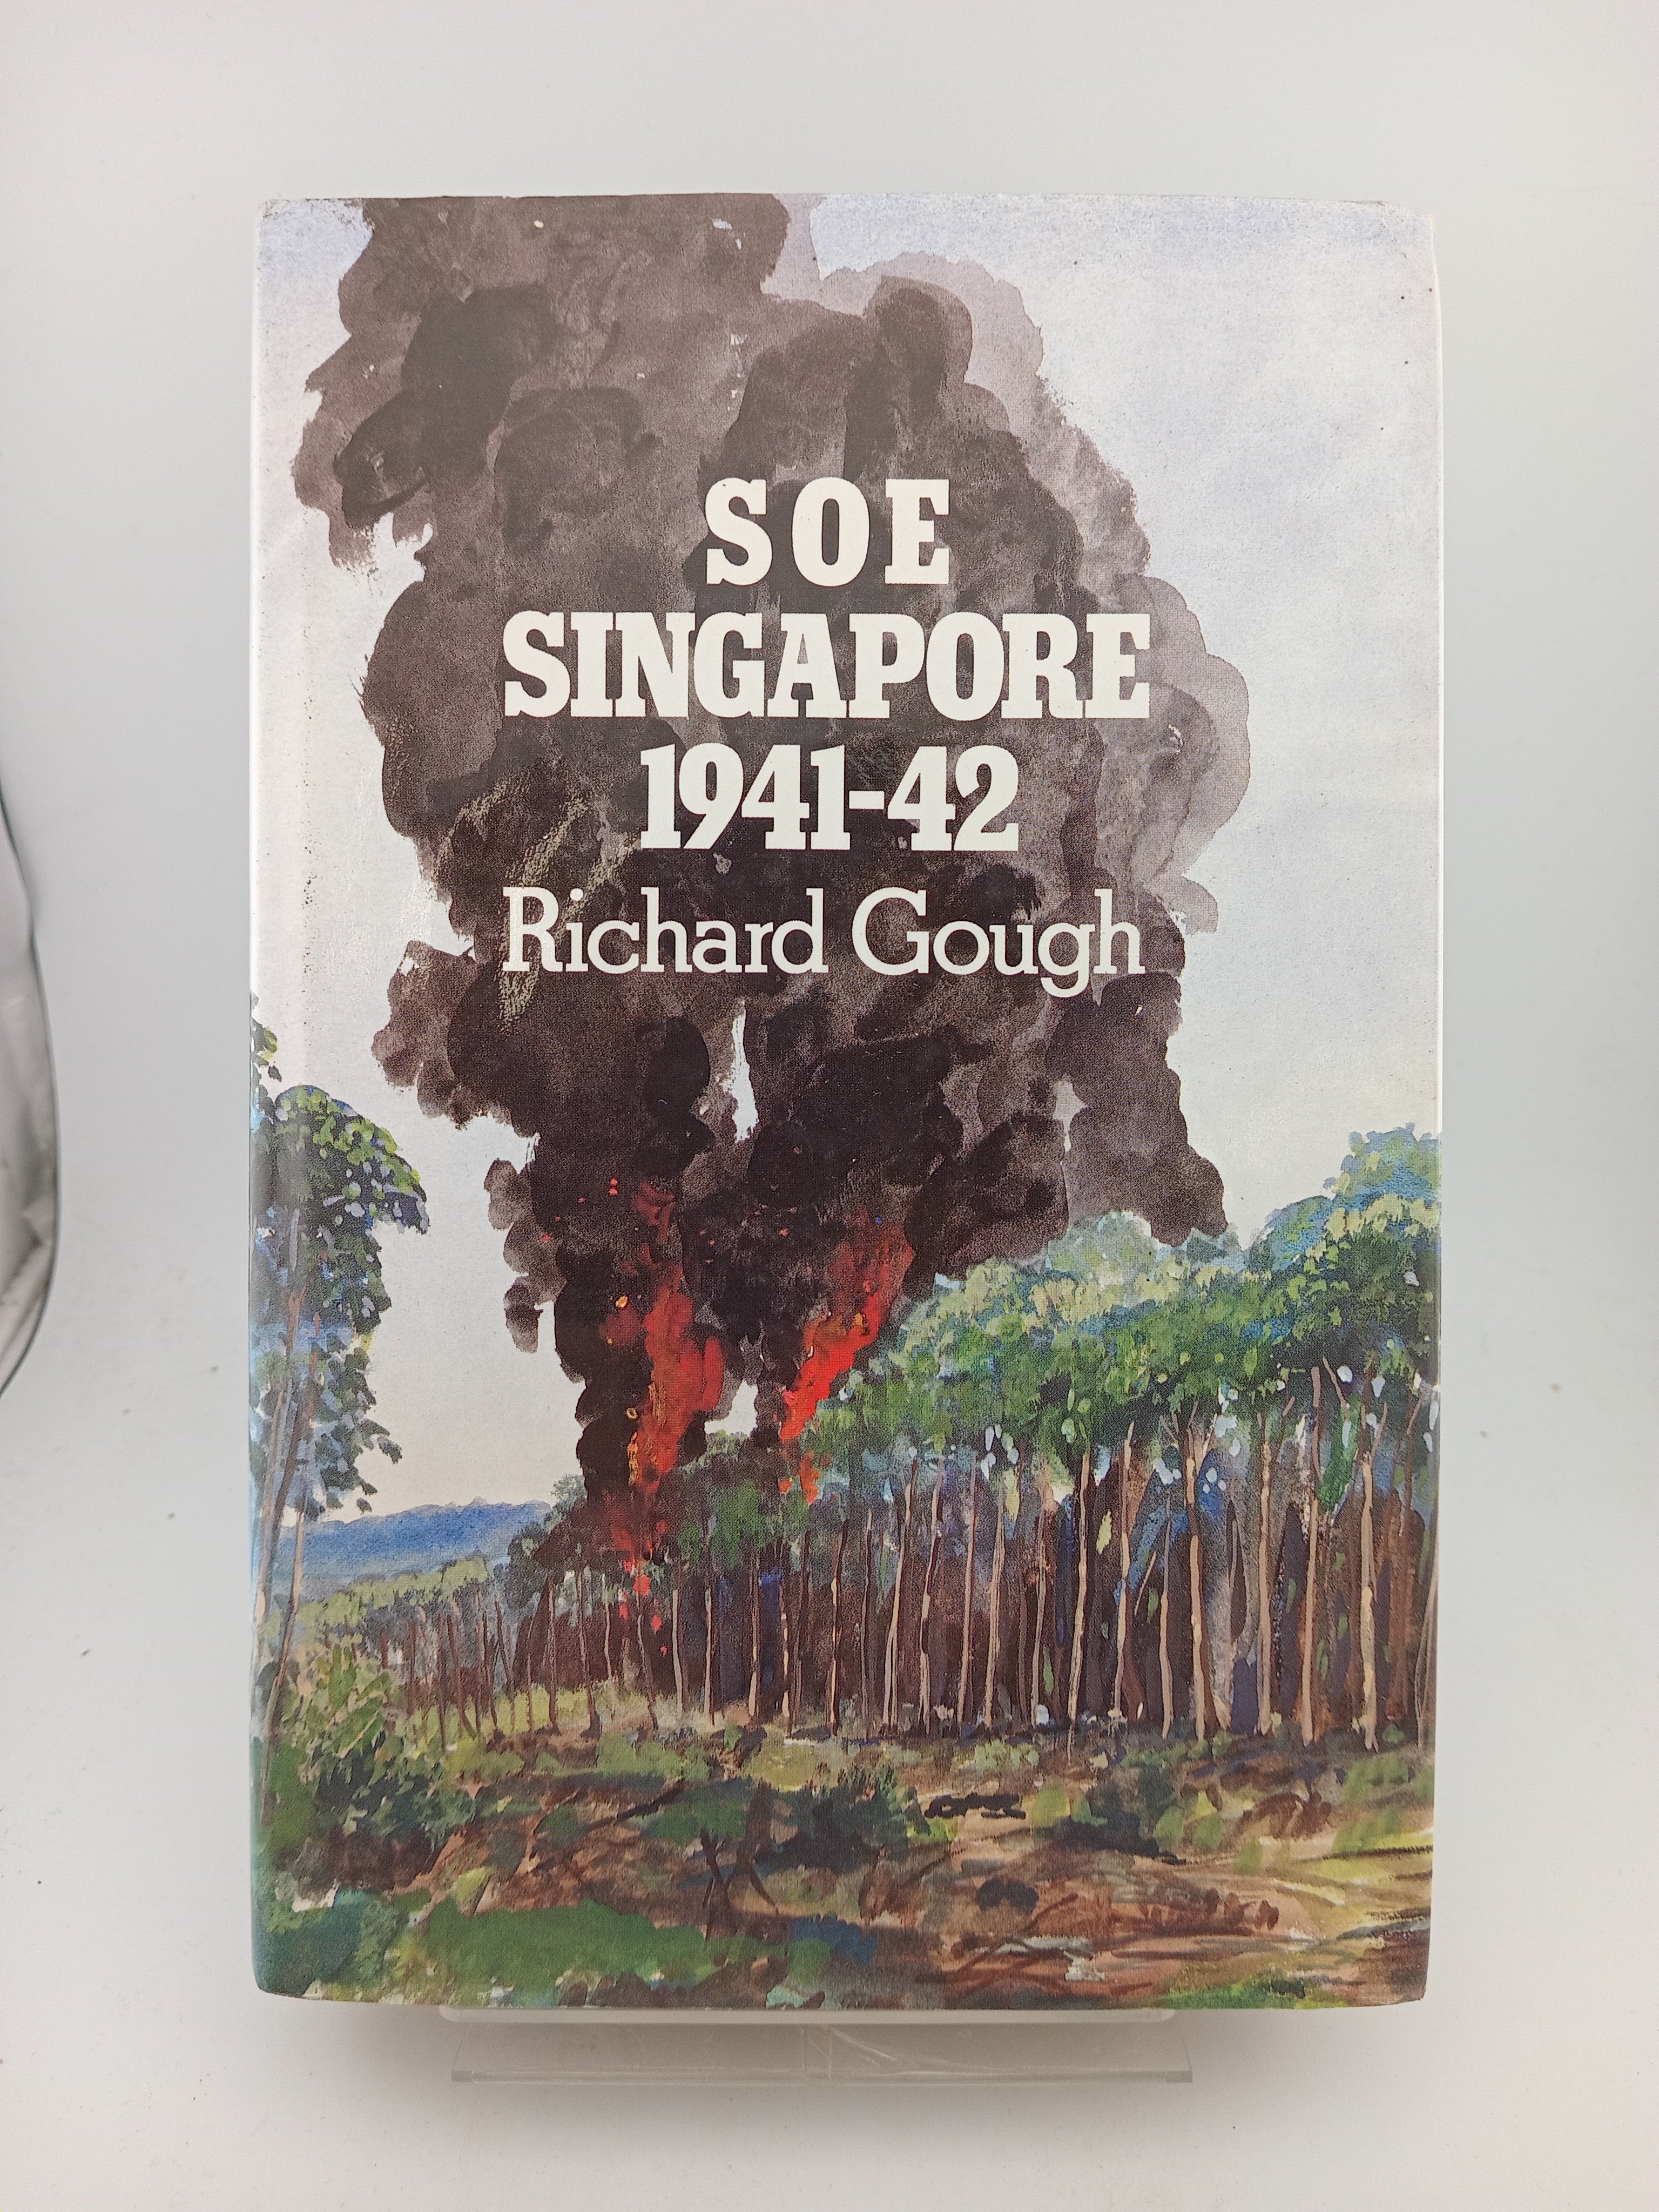 SOE
SINGAPORE
1941-42
Richard Gough